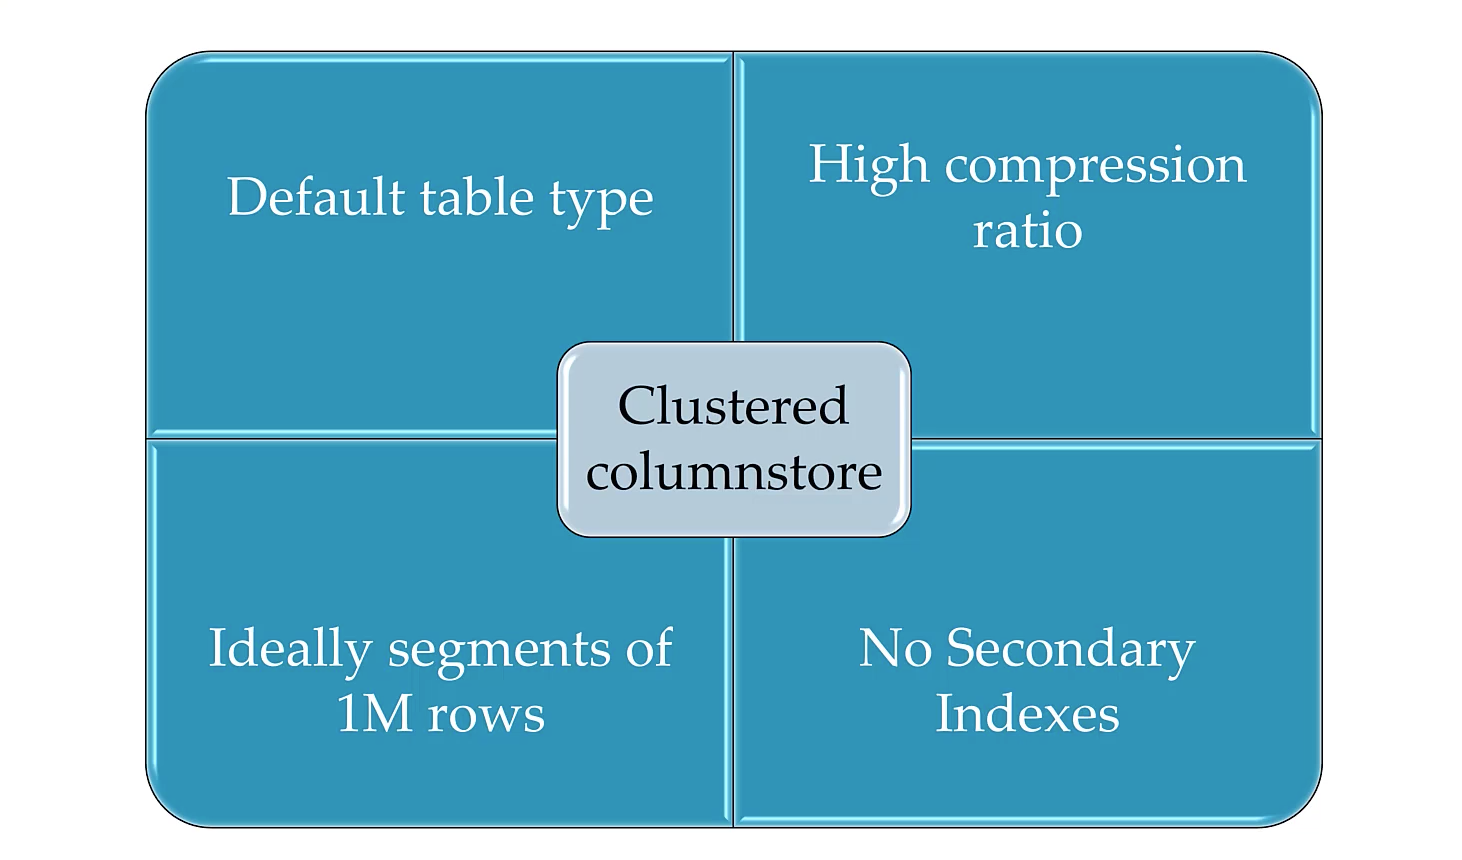 Default table type
High compression
ratio
Clustered
columnstore
Ideally segments of
1M rows
No Secondary
Indexes